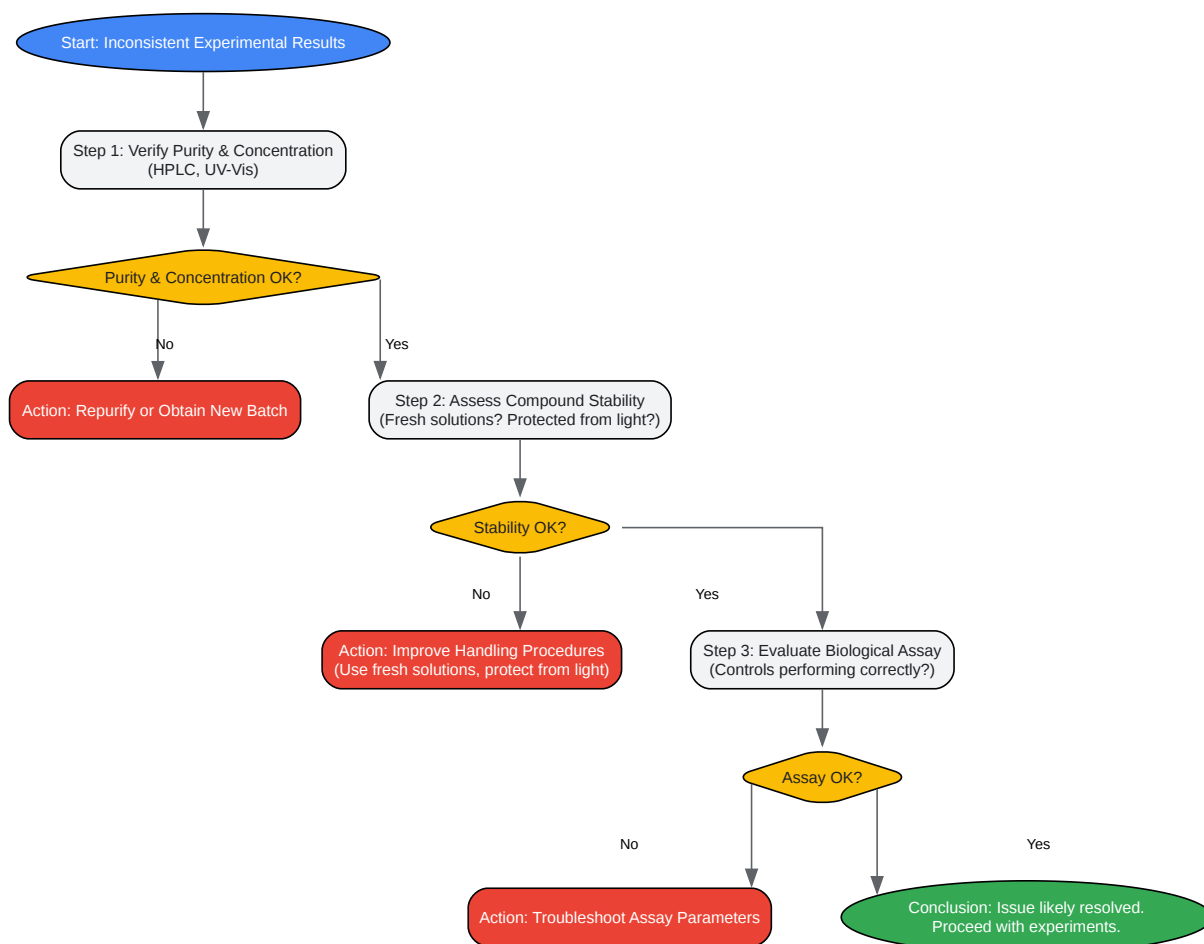 Start: Inconsistent Experimental Results
Step 1: Verify Purity & Concentration
(HPLC, UV-Vis)
Purity & Concentration OK?
No
Yes
Action: Repurify or Obtain New Batch
Step 2: Assess Compound Stability
(Fresh solutions? Protected from light?)
Stability OK?
No
Yes
Action: Improve Handling Procedures
(Use fresh solutions, protect from light)
Step 3: Evaluate Biological Assay
(Controls performing correctly?)
Assay OK?
No
Yes
Action: Troubleshoot Assay Parameters
Conclusion: Issue likely resolved.
Proceed with experiments.